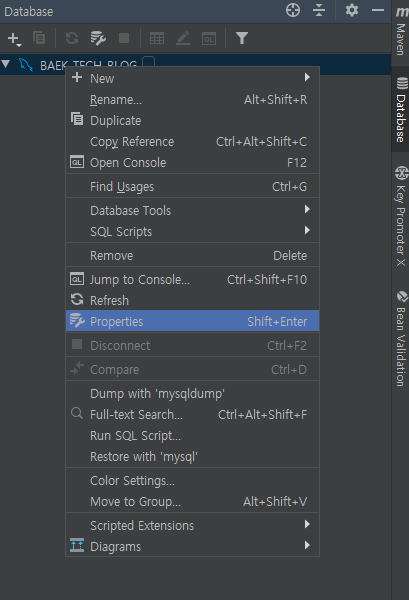 Database
BAEK_TECH_BLOG
New
Rename... Alt+Shift+R
Duplicate
Copy Reference Ctrl+Alt+Shift+C
QL Open Console F12
Find Usages Ctrl+G
Database Tools
SQL Scripts
Remove Delete
QL Jump to Console... Ctrl+Shift+F10
Refresh
Properties Shift+Enter
Disconnect Ctrl+F2
Compare Ctrl+D
Dump with 'mysqldump'
Full-text Search... Ctrl+Alt+Shift+F
Run SQL Script...
Restore with 'mysql'
Color Settings...
Move to Group... Alt+Shift+V
Scripted Extensions
Diagrams
m Maven
Database
Key Promoter X
Bean Validation